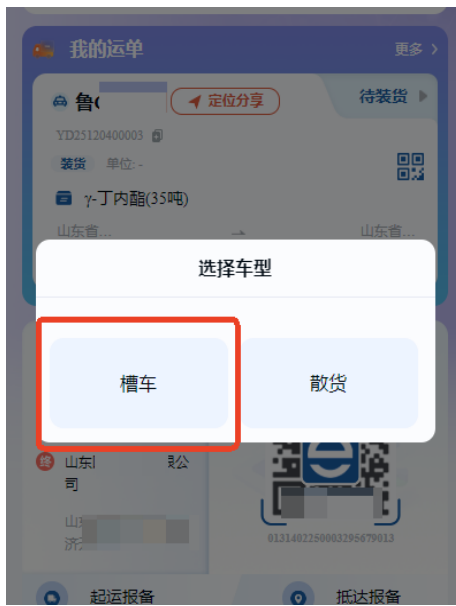 我的运单
更多 >
鲁
定位分享
待装货
YD25120400003
装货 单位: -
γ-丁内酯(35吨)
山东省... → 山东省...
选择车型
槽车
散货
终 山东
公
司
山
济
0131402250003295679013
起运报备
抵达报备